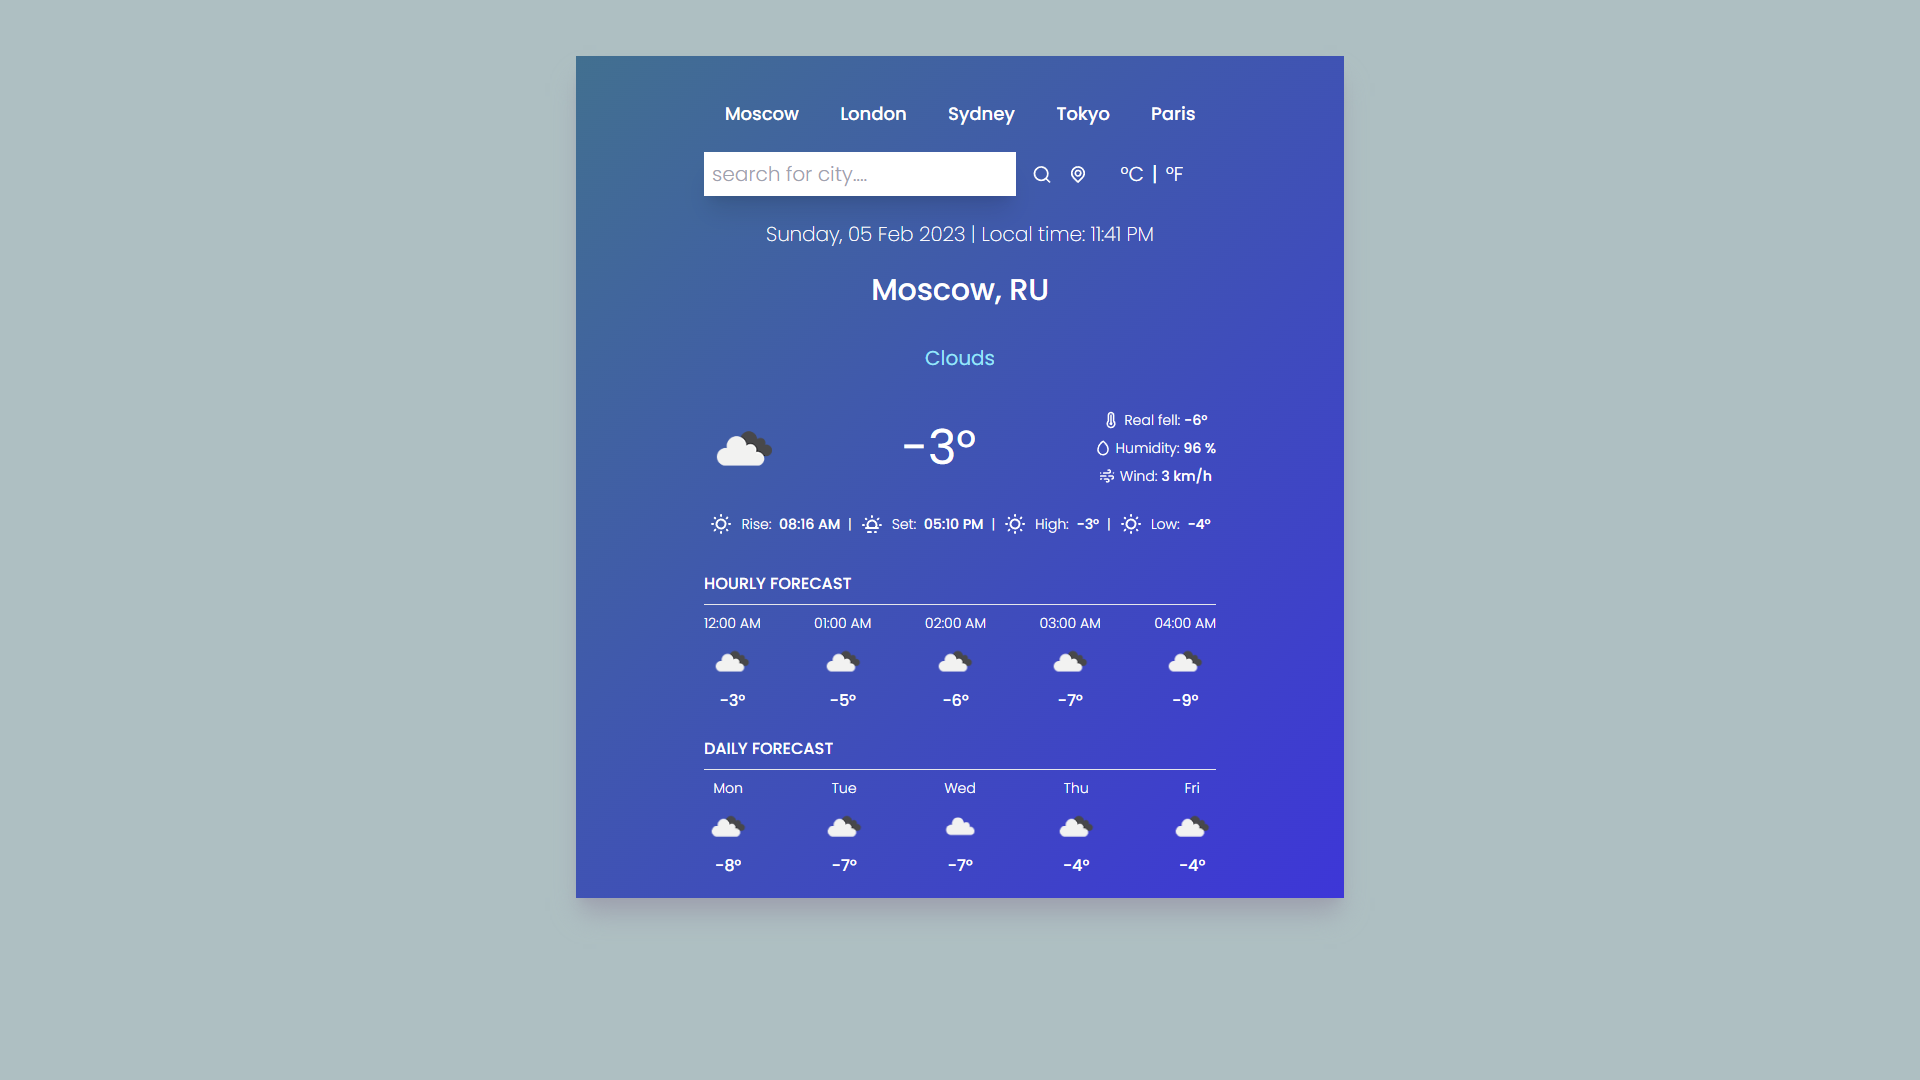 Moscow London Sydney Tokyo Paris
search for city.... °C | °F
Sunday, 05 Feb 2023 | Local time: 11:41 PM
Moscow, RU
Clouds
-3°
Real fell: -6°
Humidity: 96 %
Wind: 3 km/h
Rise: 08:16 AM | Set: 05:10 PM | High: -3° | Low: -4°
HOURLY FORECAST
12:00 AM 01:00 AM 02:00 AM 03:00 AM 04:00 AM
-3° -5° -6° -7° -9°
DAILY FORECAST
Mon Tue Wed Thu Fri
-8° -7° -7° -4° -4°